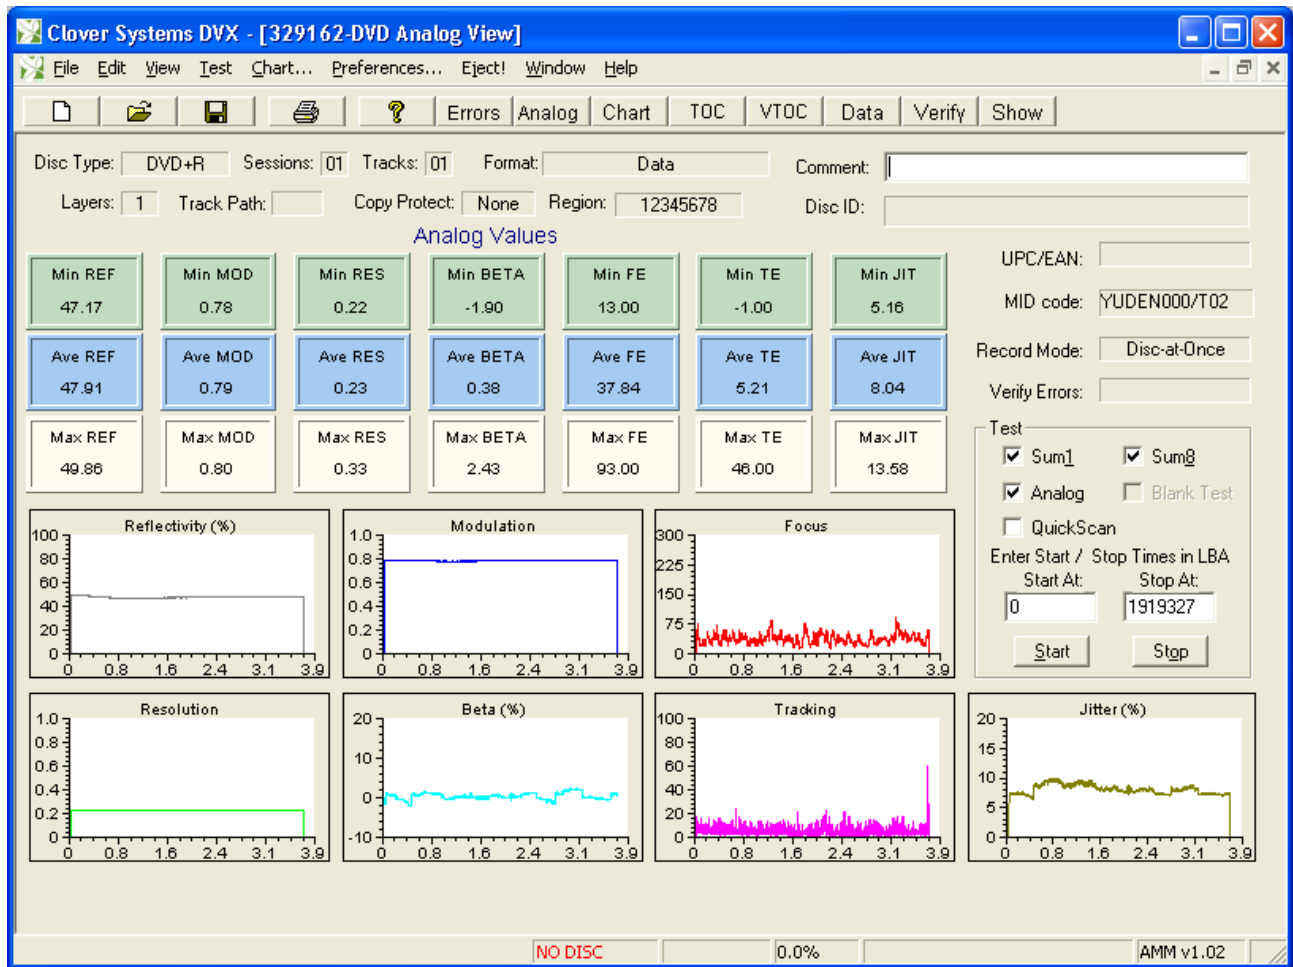 Clover Systems DVX - [329162-DVD Analog View]
File Edit View Test Chart... Preferences... Eject! Window Help
Errors Analog Chart TOC VTOC Data Verify Show
Disc Type: DVD+R Sessions: 01 Tracks: 01 Format: Data Comment:
Layers: 1 Track Path: Copy Protect: None Region: 12345678 Disc ID:
Analog Values
Min REF Min MOD Min RES Min BETA Min FE Min TE Min JIT
47.17 0.78 0.22 -1.90 13.00 -1.00 5.16
Ave REF Ave MOD Ave RES Ave BETA Ave FE Ave TE Ave JIT
47.91 0.79 0.23 0.38 37.84 5.21 8.04
Max REF Max MOD Max RES Max BETA Max FE Max TE Max JIT
49.86 0.80 0.33 2.43 93.00 46.00 13.58
UPC/EAN:
MID code: YUDEN000/T02
Record Mode: Disc-at-Once
Verify Errors:
Test
Sum1 Sum8
Analog Blank Test
QuickScan
Enter Start / Stop Times in LBA
Start At: Stop At:
0 1919327
Start Stop
Reflectivity (%)
100
80
60
40
20
0
0 0.8 1.6 2.4 3.1 3.9
Modulation
1.0
0.8
0.6
0.4
0.2
0
0 0.8 1.6 2.4 3.1 3.9
Focus
300
225
150
75
0
0 0.8 1.6 2.4 3.1 3.9
Resolution
1.0
0.8
0.6
0.4
0.2
0
0 0.8 1.6 2.4 3.1 3.9
Beta (%)
20
10
0
-10
0 0.8 1.6 2.4 3.1 3.9
Tracking
100
80
60
40
20
0
0 0.8 1.6 2.4 3.1 3.9
Jitter (%)
20
15
10
5
0
0 0.8 1.6 2.4 3.1 3.9
NO DISC 0.0% AMM v1.02